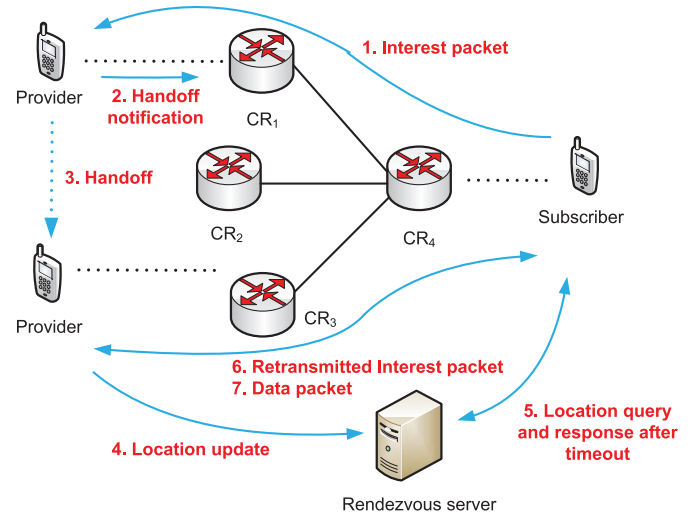 1. Interest packet
Provider
2. Handoff
notification
CR₁
3. Handoff
CR₂
CR₄
Subscriber
Provider
CR₃
6. Retransmitted Interest packet
7. Data packet
4. Location update
5. Location query
and response after
timeout
Rendezvous server